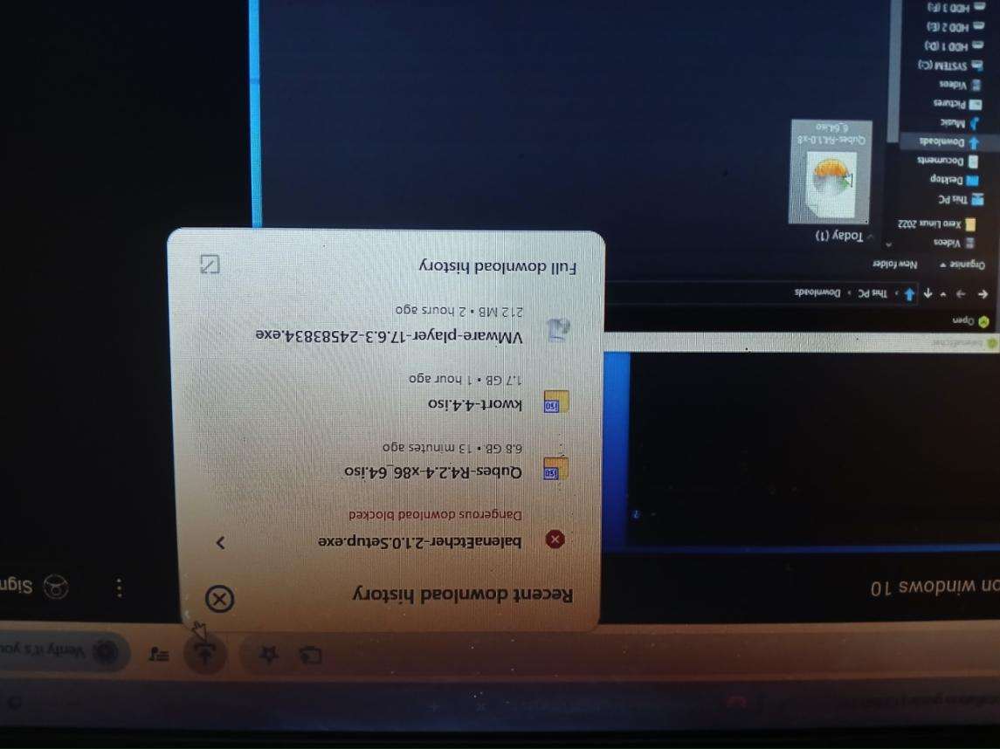 Verify it's you
on windows 10
Sign
Recent download history
balenaEtcher-2.1.0.Setup.exe
Dangerous download blocked
Qubes-R4.2.4-x86_64.iso
6.8 GB • 13 minutes ago
kwort-4.4.iso
1.7 GB • 1 hour ago
VMware-player-17.6.3-24583834.exe
212 MB • 2 hours ago
Full download history
balenaEtcher
Open
This PC › Downloads
Organise
New folder
Videos
Xero Linux 2022
This PC
Desktop
Documents
Downloads
Music
Pictures
Videos
SYSTEM (C:)
HDD 1 (D:)
HDD 2 (E:)
HDD 3 (F:)
Today (1)
Qubes-R4.1.0-x8
6_64.iso